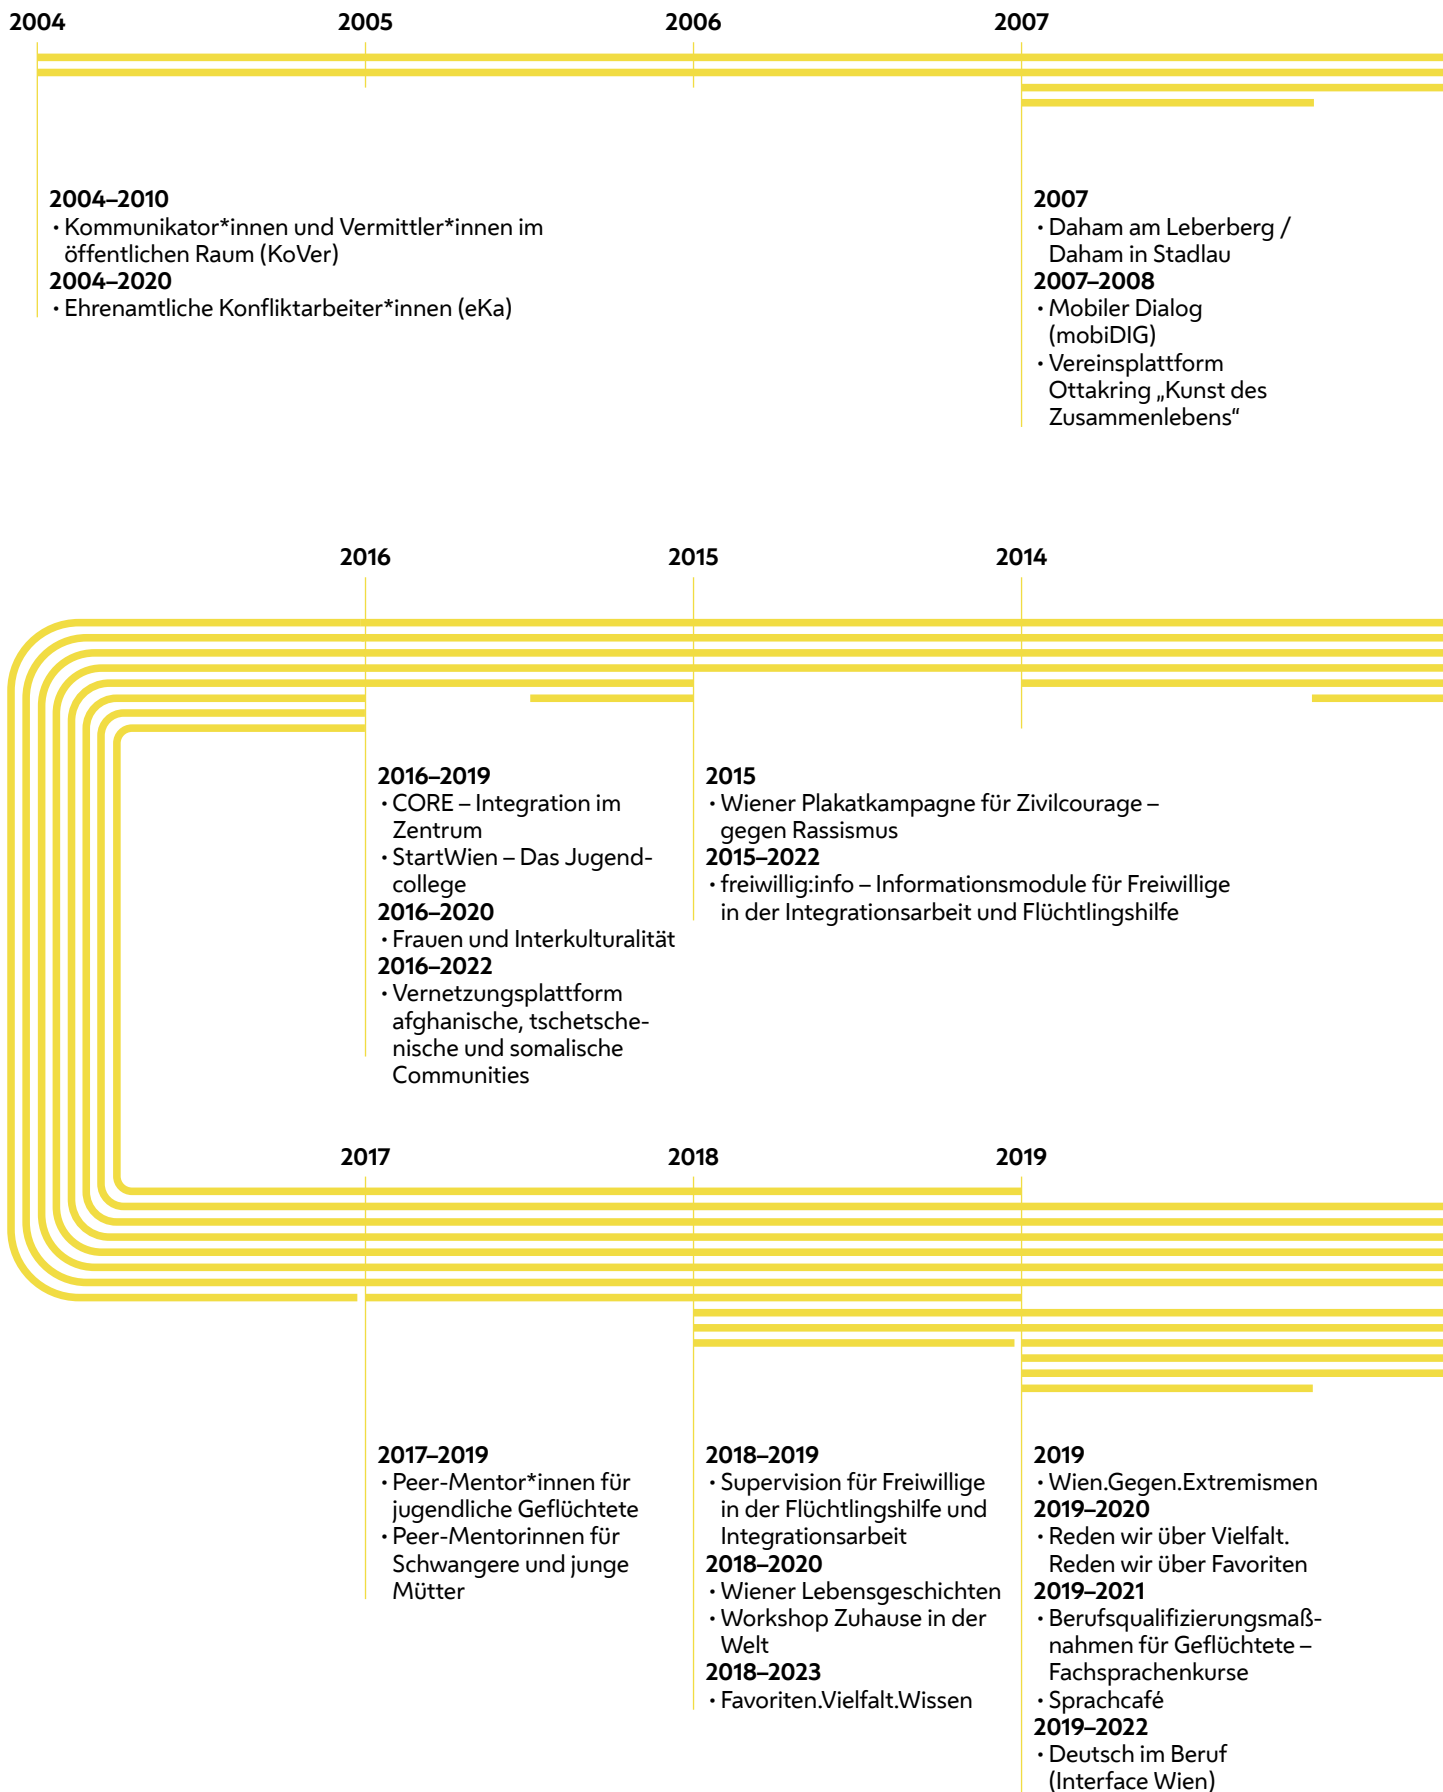 2004
2005
2006
2007
2004–2010
· Kommunikator*innen und Vermittler*innen im
öffentlichen Raum (KoVer)
2004–2020
· Ehrenamtliche Konfliktarbeiter*innen (eKa)
2007
· Daham am Leberberg /
Daham in Stadlau
2007–2008
· Mobiler Dialog
(mobiDIG)
· Vereinsplattform
Ottakring „Kunst des
Zusammenlebens“
2016
2015
2014
2016–2019
· CORE – Integration im
Zentrum
· StartWien – Das Jugend-
college
2016–2020
· Frauen und Interkulturalität
2016–2022
· Vernetzungsplattform
afghanische, tschetsche-
nische und somalische
Communities
2015
· Wiener Plakatkampagne für Zivilcourage –
gegen Rassismus
2015–2022
· freiwillig:info – Informationsmodule für Freiwillige
in der Integrationsarbeit und Flüchtlingshilfe
2017
2018
2019
2017–2019
· Peer-Mentor*innen für
jugendliche Geflüchtete
· Peer-Mentorinnen für
Schwangere und junge
Mütter
2018–2019
· Supervision für Freiwillige
in der Flüchtlingshilfe und
Integrationsarbeit
2018–2020
· Wiener Lebensgeschichten
· Workshop Zuhause in der
Welt
2018–2023
· Favoriten.Vielfalt.Wissen
2019
· Wien.Gegen.Extremismen
2019–2020
· Reden wir über Vielfalt.
Reden wir über Favoriten
2019–2021
· Berufsqualifizierungsmaß-
nahmen für Geflüchtete –
Fachsprachenkurse
· Sprachcafé
2019–2022
· Deutsch im Beruf
(Interface Wien)